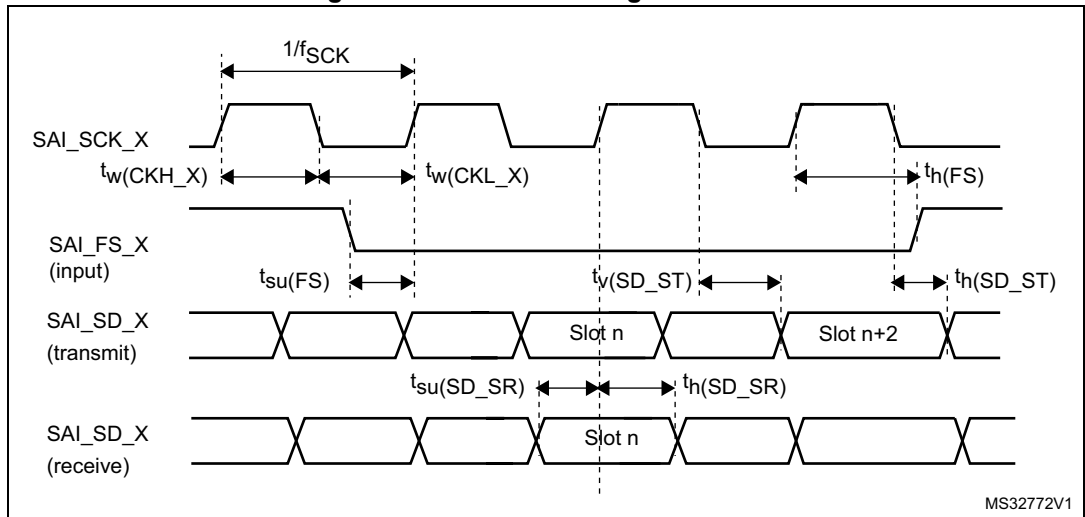 1/fSCK
SAI_SCK_X
tw(CKH_X)
tw(CKL_X)
th(FS)
SAI_FS_X
(input)
tsu(FS)
tv(SD_ST)
th(SD_ST)
SAI_SD_X
(transmit)
Slot n
Slot n+2
tsu(SD_SR)
th(SD_SR)
SAI_SD_X
(receive)
Slot n
MS32772V1